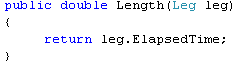 public double Length(Leg leg)
{
return leg.ElapsedTime;
}